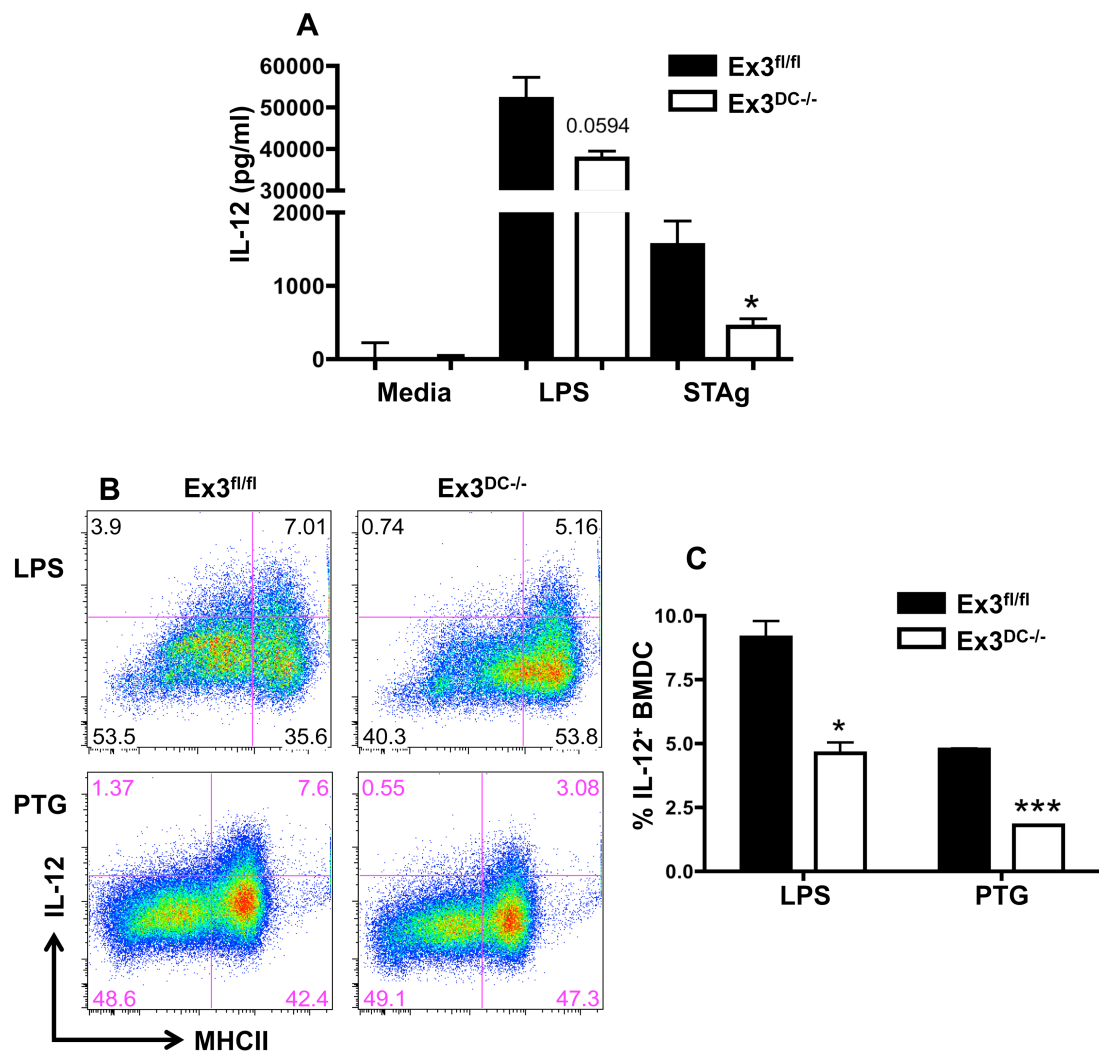 A
IL-12 (pg/ml)
60000
50000
40000
30000
2000
1000
0
Ex3fl/fl
Ex3DC-/-
0.0594
*
Media LPS STAg
B
Ex3fl/fl Ex3DC-/-
LPS
3.9 7.01 0.74 5.16
53.5 35.6 40.3 53.8
PTG
1.37 7.6 0.55 3.08
48.6 42.4 49.1 47.3
IL-12
MHCII
C
% IL-12+ BMDC
10.0
7.5
5.0
2.5
0.0
Ex3fl/fl
Ex3DC-/-
*
***
LPS PTG